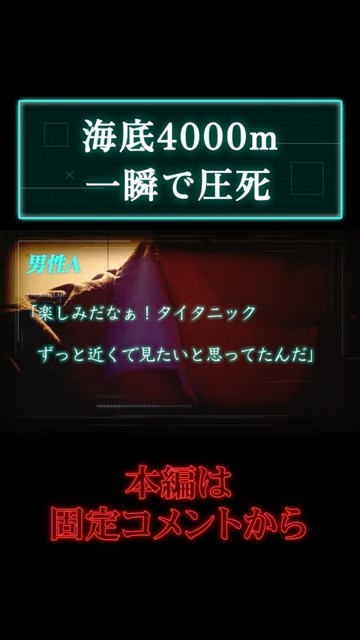 海底4000m
一瞬で圧死
男性A
「楽しみだなぁ！タイタニック
ずっと近くで見たいと思ってたんだ」
本編は
固定コメントから